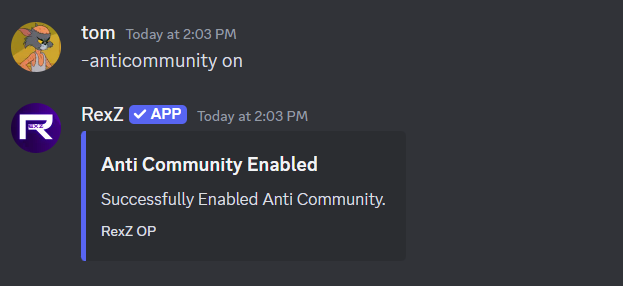 tom Today at 2:03 PM
-anticommunity on
RexZ ✓ APP Today at 2:03 PM
Anti Community Enabled
Successfully Enabled Anti Community.
RexZ OP